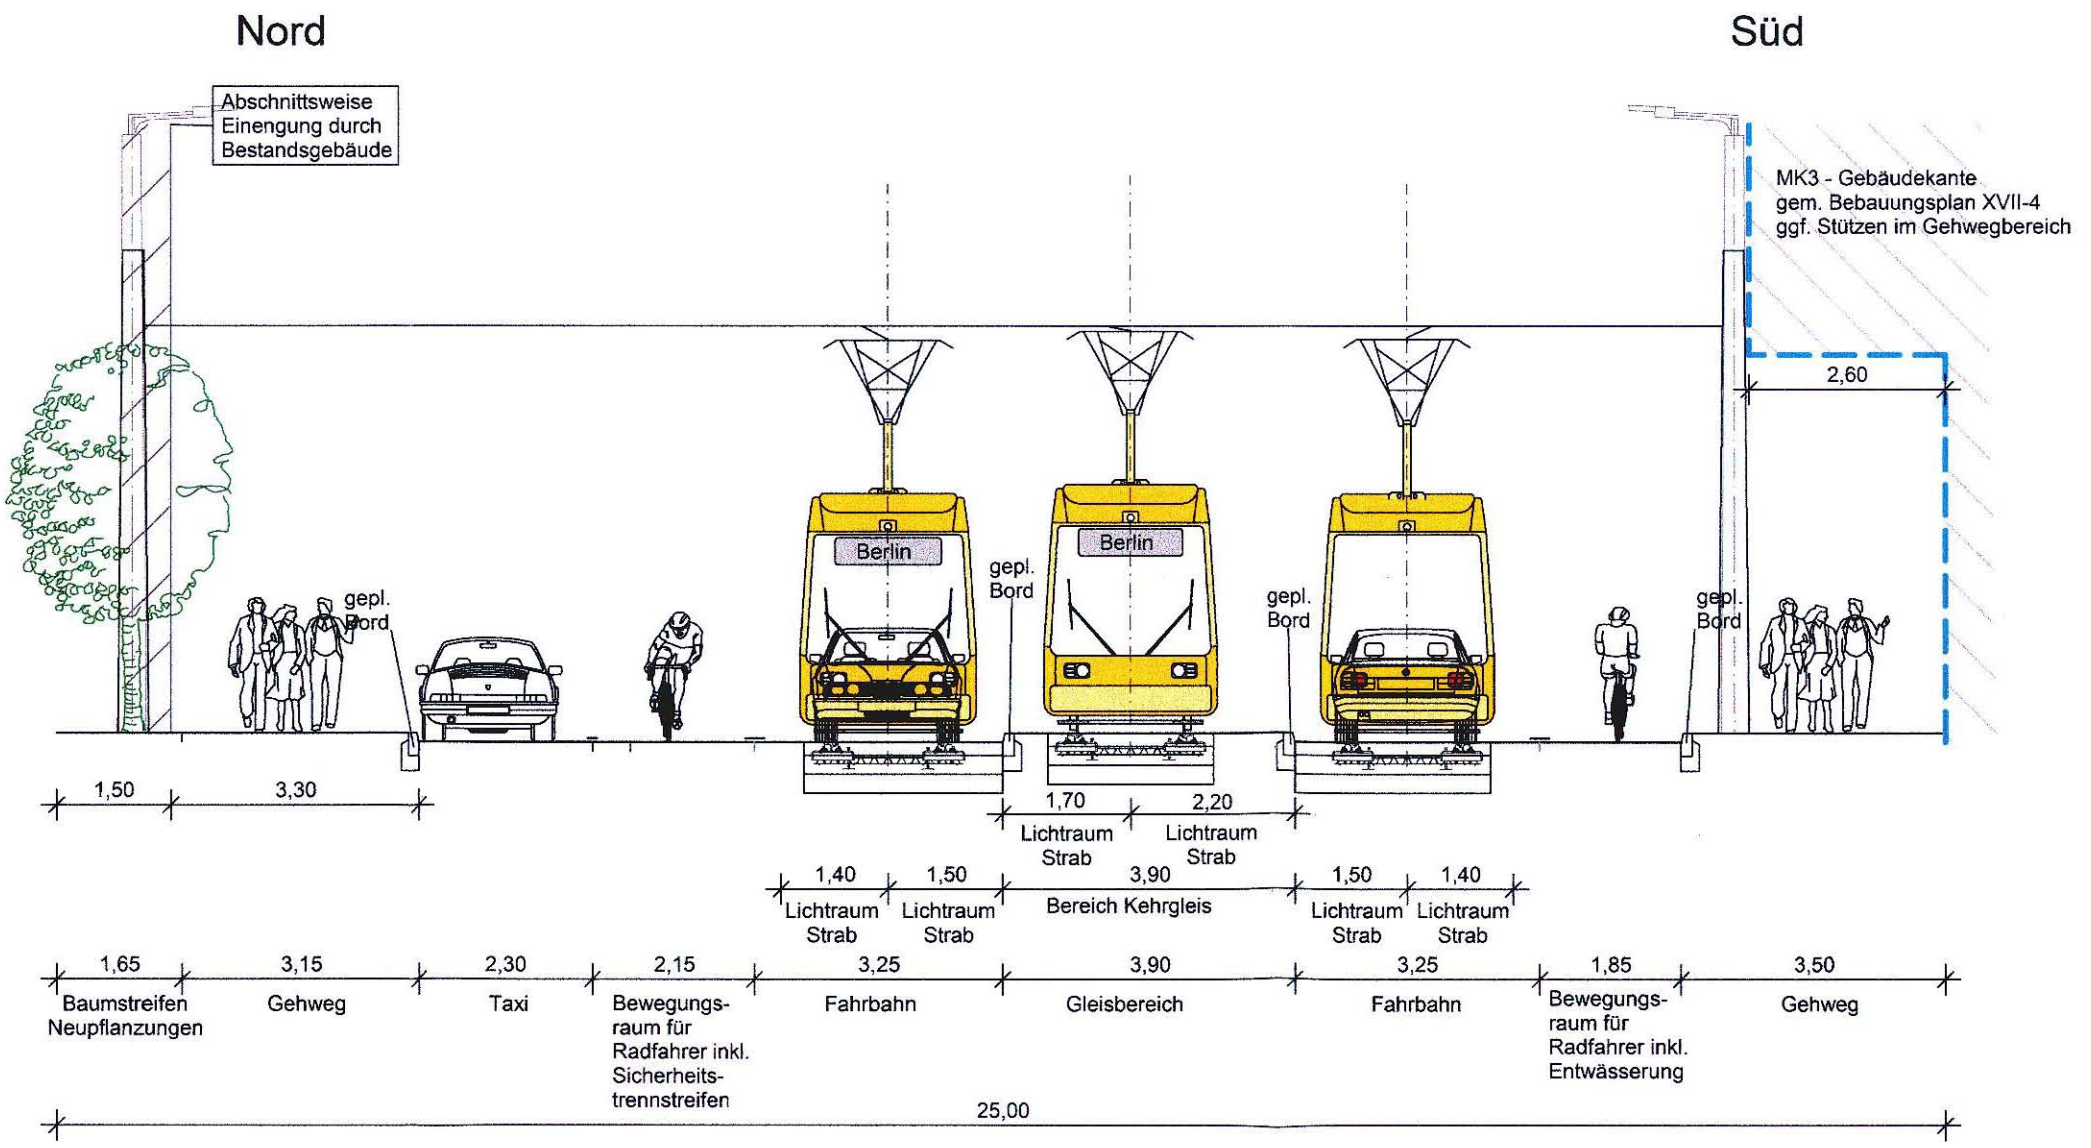 Nord
Süd
Abschnittsweise
Einengung durch
Bestandsgebäude
MK3 - Gebäudekante
gem. Bebauungsplan XVII-4
ggf. Stützen im Gehwegbereich
2,60
Berlin
Berlin
gepl.
Bord
gepl.
Bord
gepl.
Bord
gepl.
Bord
1,50
3,30
1,70
2,20
Lichtraum
Strab
Lichtraum
Strab
1,40
1,50
3,90
1,50
1,40
Lichtraum
Strab
Lichtraum
Strab
Bereich Kehrgleis
Lichtraum
Strab
Lichtraum
Strab
1,65
3,15
2,30
2,15
3,25
3,90
3,25
1,85
3,50
Baumstreifen
Neupflanzungen
Gehweg
Taxi
Bewegungs-
raum für
Radfahrer inkl.
Sicherheits-
trennstreifen
Fahrbahn
Gleisbereich
Fahrbahn
Bewegungs-
raum für
Radfahrer inkl.
Entwässerung
Gehweg
25,00